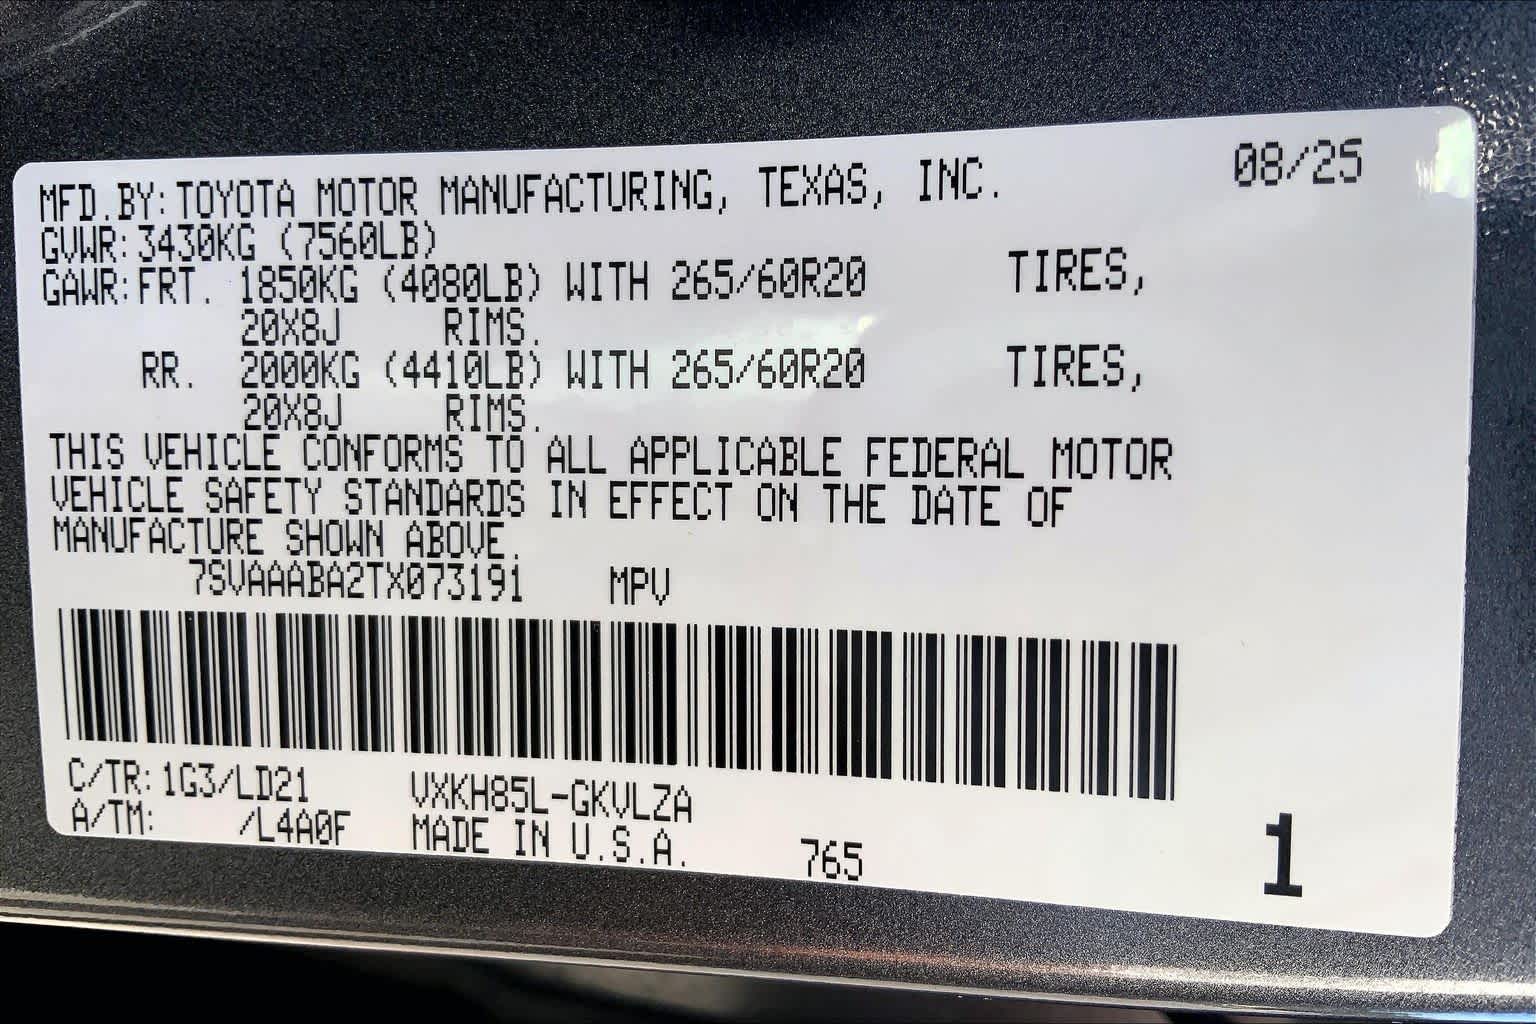 08/25
MFD.BY: TOYOTA MOTOR MANUFACTURING, TEXAS, INC.
GVWR: 3430KG (7560LB)
GAWR: FRT. 1850KG (4080LB) WITH 265/60R20 TIRES,
20X8J RIMS.
RR. 2000KG (4410LB) WITH 265/60R20 TIRES,
20X8J RIMS.
THIS VEHICLE CONFORMS TO ALL APPLICABLE FEDERAL MOTOR
VEHICLE SAFETY STANDARDS IN EFFECT ON THE DATE OF
MANUFACTURE SHOWN ABOVE.
7SVAAABA2TX073191 MPV
C/TR: 1G3/LD21 VXKH85L-GKVLZA
A/TM: /L4A0F MADE IN U.S.A. 765
1